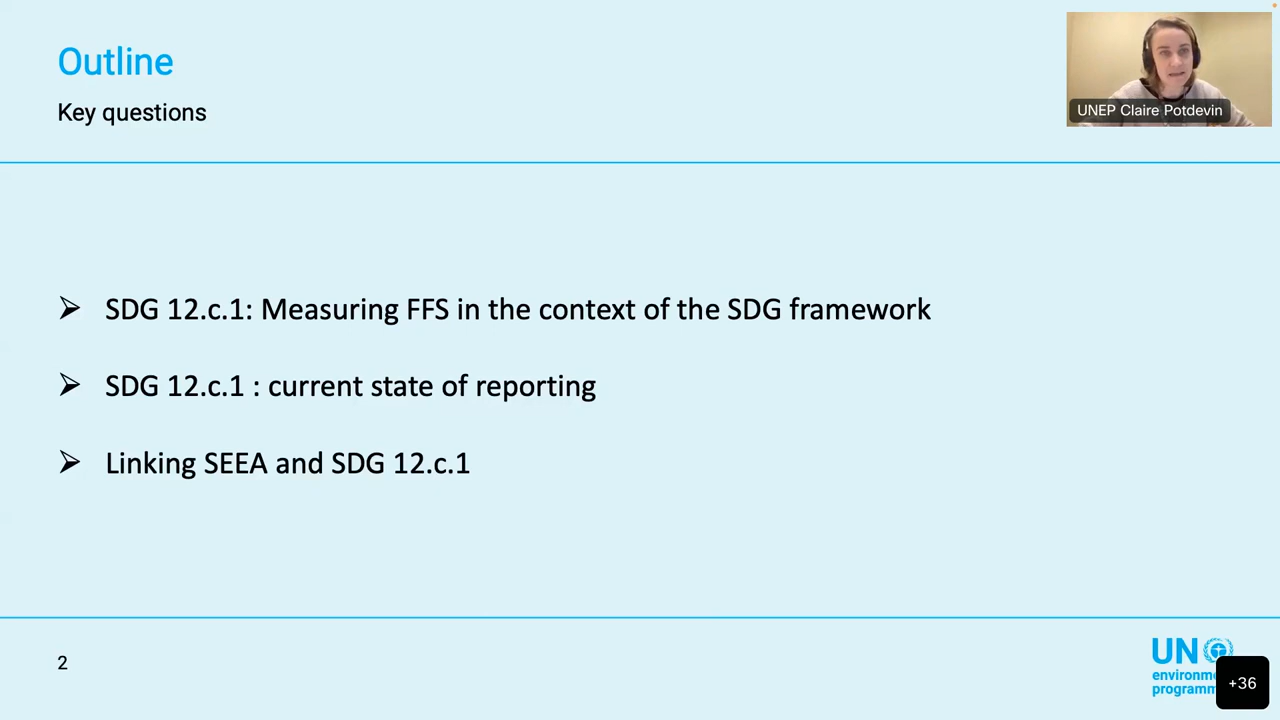 Outline
Key questions
UNEP Claire Potdevin
➢ SDG 12.c.1: Measuring FFS in the context of the SDG framework
➢ SDG 12.c.1 : current state of reporting
➢ Linking SEEA and SDG 12.c.1
2
UN
+36